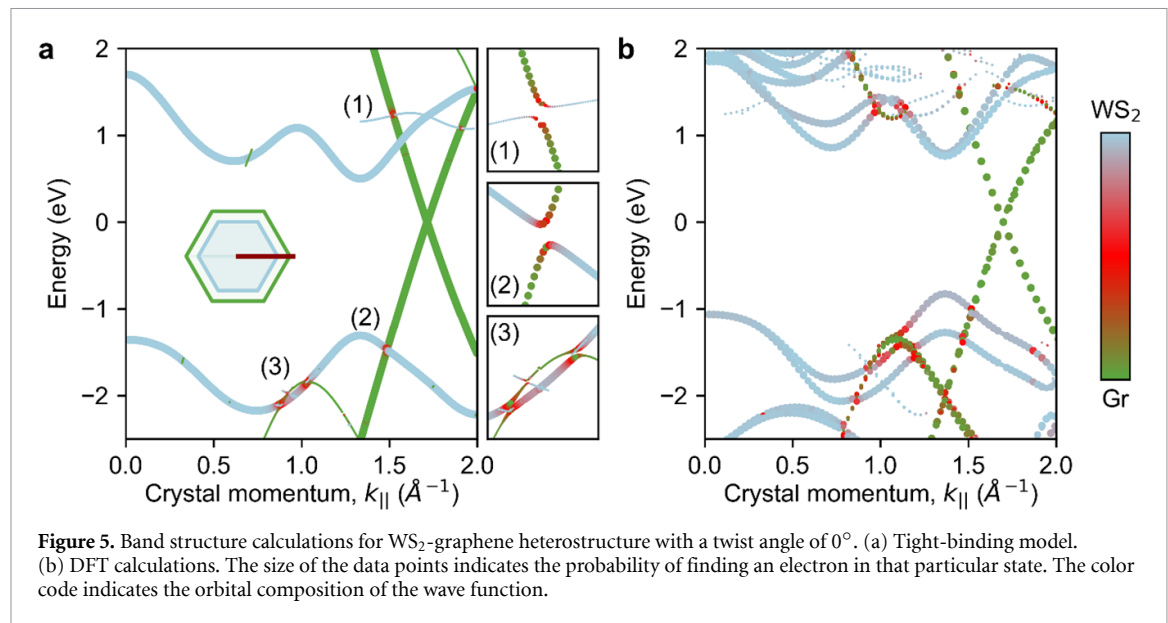 a
b
2
1
0
−1
−2
Energy (eV)
0.0 0.5 1.0 1.5 2.0
Crystal momentum, k|| (Å⁻¹)
(1)
(2)
(3)
(1)
(2)
(3)
2
1
0
−1
−2
Energy (eV)
0.0 0.5 1.0 1.5 2.0
Crystal momentum, k|| (Å⁻¹)
WS₂
Gr
Figure 5. Band structure calculations for WS₂-graphene heterostructure with a twist angle of 0°. (a) Tight-binding model.
(b) DFT calculations. The size of the data points indicates the probability of finding an electron in that particular state. The color
code indicates the orbital composition of the wave function.